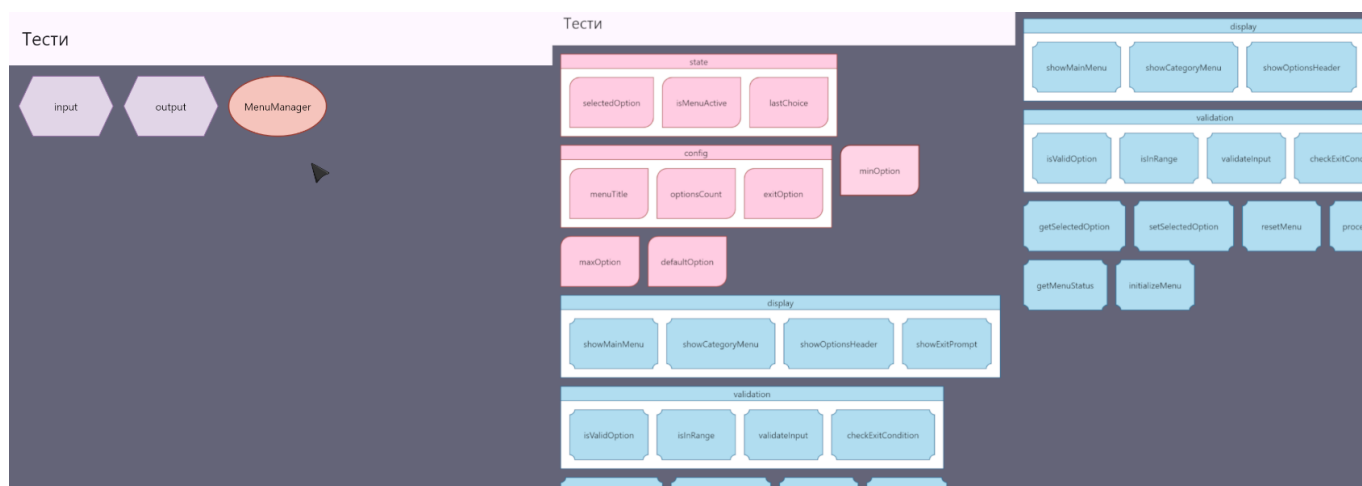 Тести
input output MenuManager
Тести
state
selectedOption isMenuActive lastChoice
config
menuTitle optionsCount exitOption
minOption
maxOption defaultOption
display
showMainMenu showCategoryMenu showOptionsHeader showExitPrompt
validation
isValidOption isInRange validateInput checkExitCondition
display
showMainMenu showCategoryMenu showOptionsHeader
validation
isValidOption isInRange validateInput checkExitCond
getSelectedOption setSelectedOption resetMenu proce
getMenuStatus initializeMenu